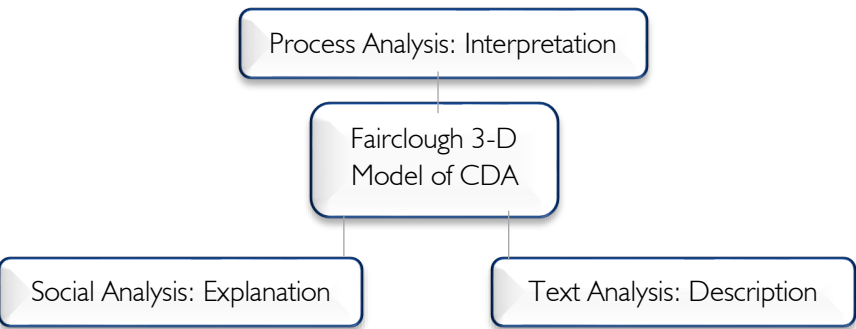 Process Analysis: Interpretation
Fairclough 3-D
Model of CDA
Social Analysis: Explanation
Text Analysis: Description